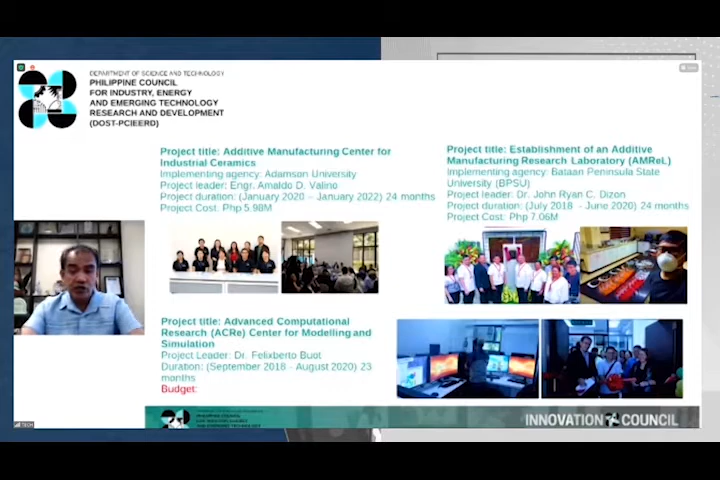 DEPARTMENT OF SCIENCE AND TECHNOLOGY
PHILIPPINE COUNCIL
FOR INDUSTRY, ENERGY
AND EMERGING TECHNOLOGY
RESEARCH AND DEVELOPMENT
(DOST-PCIEERD)
Project title: Additive Manufacturing Center for
Industrial Ceramics
Implementing agency: Adamson University
Project leader: Engr. Arnaldo D. Valino
Project duration: (January 2020 – January 2022) 24 months
Project Cost: Php 5.98M
Project title: Establishment of an Additive
Manufacturing Research Laboratory (AMReL)
Implementing agency: Bataan Peninsula State
University (BPSU)
Project leader: Dr. John Ryan C. Dizon
Project duration: (July 2018 - June 2020) 24 months
Project Cost: Php 7.06M
Project title: Advanced Computational
Research (ACRe) Center for Modelling and
Simulation
Project Leader: Dr. Felixberto Buot
Duration: (September 2018 – August 2020) 23
months
Budget:
PHILIPPINE COUNCIL
INNOVATION COUNCIL
TECH